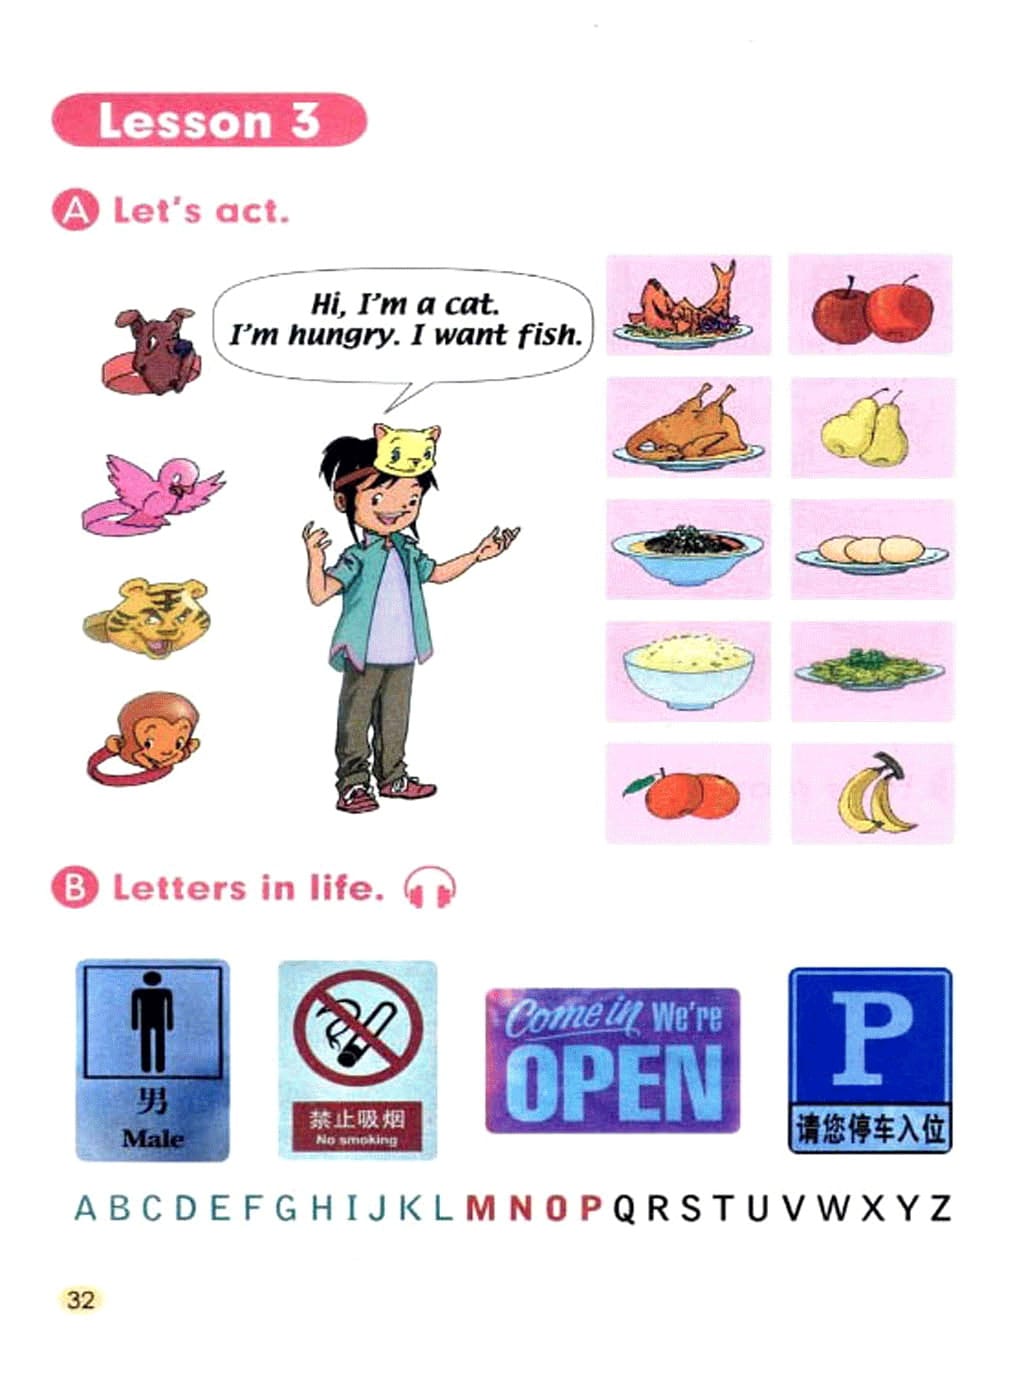 Lesson 3
A Let's act.
Hi, I'm a cat.
I'm hungry. I want fish.
B Letters in life.
男
Male
禁止吸烟
No smoking
Come in We're
OPEN
P
请您停车入位
A B C D E F G H I J K L M N O P Q R S T U V W X Y Z
32